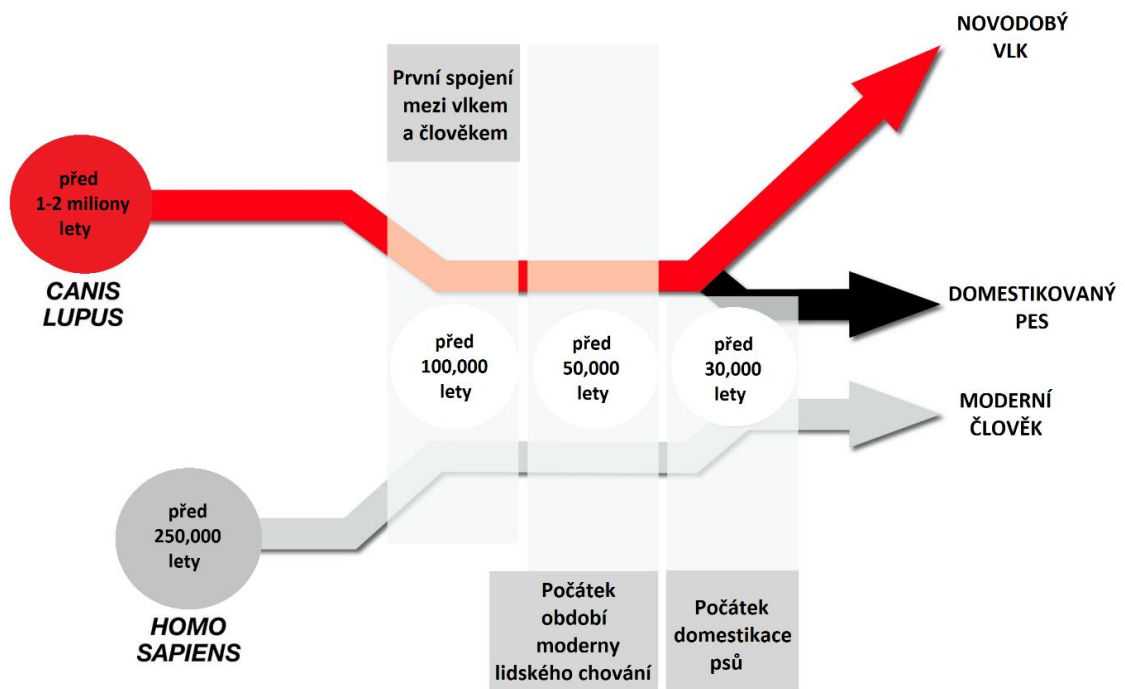 NOVODOBÝ
VLK
První spojení
mezi vlkem
a člověkem
před
1-2 miliony
lety
CANIS
LUPUS
DOMESTIKOVANÝ
PES
před
100,000
lety
před
50,000
lety
před
30,000
lety
MODERNÍ
ČLOVĚK
před
250,000
lety
HOMO
SAPIENS
Počátek
období
moderny
lidského chování
Počátek
domestikace
psů